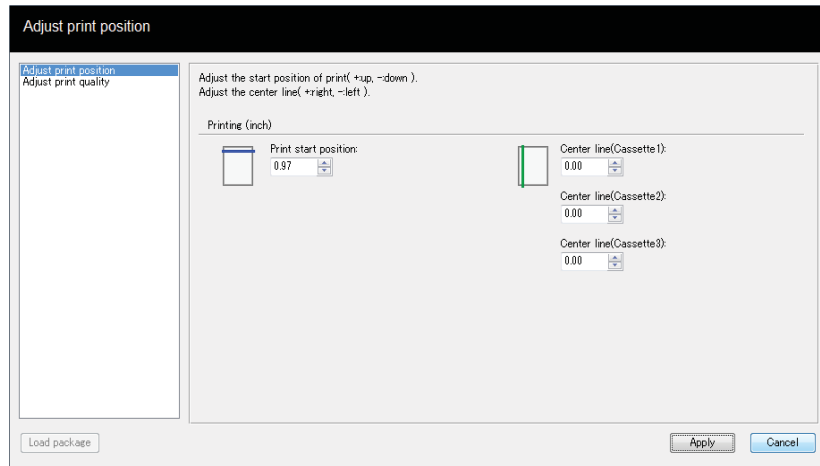 Adjust print position
Adjust print position
Adjust print quality
Adjust the start position of print( +:up, -:down ).
Adjust the center line( +:right, -:left ).
Printing (inch)
Print start position:
0.97
Center line(Cassette1):
0.00
Center line(Cassette2):
0.00
Center line(Cassette3):
0.00
Load package
Apply
Cancel